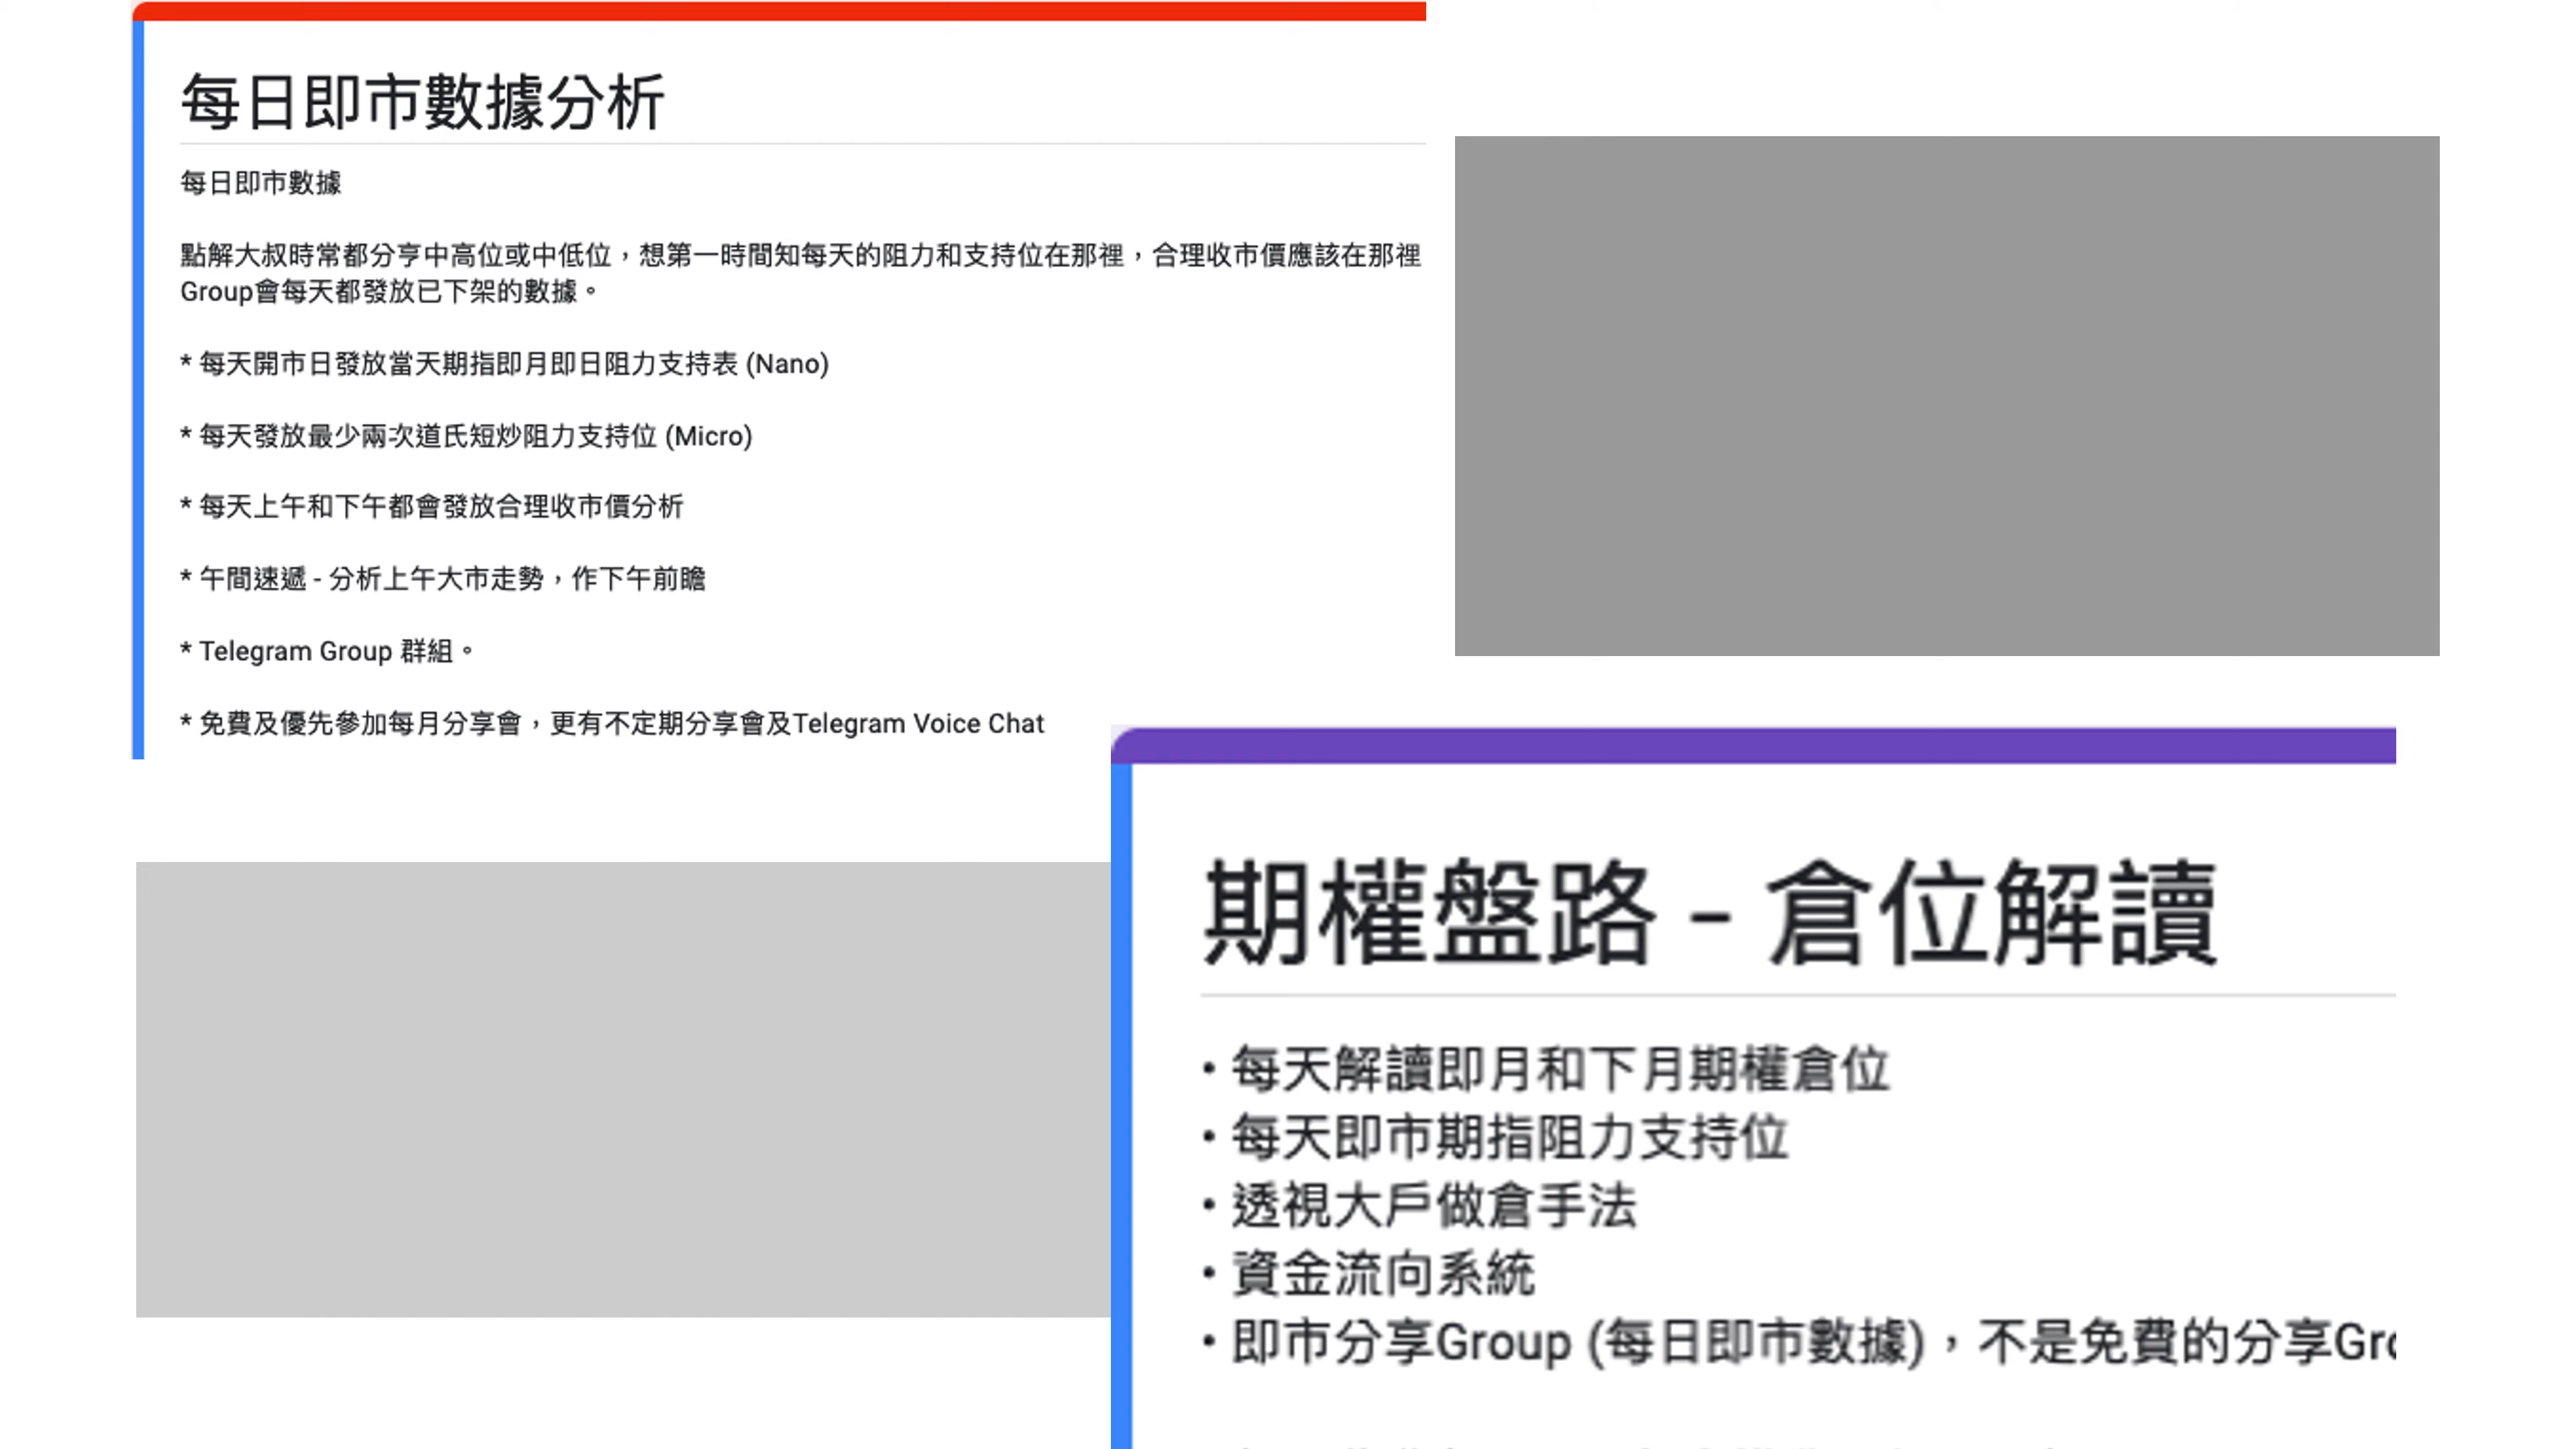 每日即市數據分析
每日即市數據
點解大叔時常都分亨中高位或中低位，想第一時間知每天的阻力和支持位在那裡，合理收市價應該在那裡
Group會每天都發放已下架的數據。
* 每天開市日發放當天期指即月即日阻力支持表 (Nano)
* 每天發放最少兩次道氏短炒阻力支持位 (Micro)
* 每天上午和下午都會發放合理收市價分析
* 午間速遞 - 分析上午大市走勢，作下午前瞻
* Telegram Group 群組。
* 免費及優先參加每月分享會，更有不定期分享會及Telegram Voice Chat
期權盤路 - 倉位解讀
• 每天解讀即月和下月期權倉位
• 每天即市期指阻力支持位
• 透視大戶做倉手法
• 資金流向系統
• 即市分享Group (每日即市數據)，不是免費的分享Gro